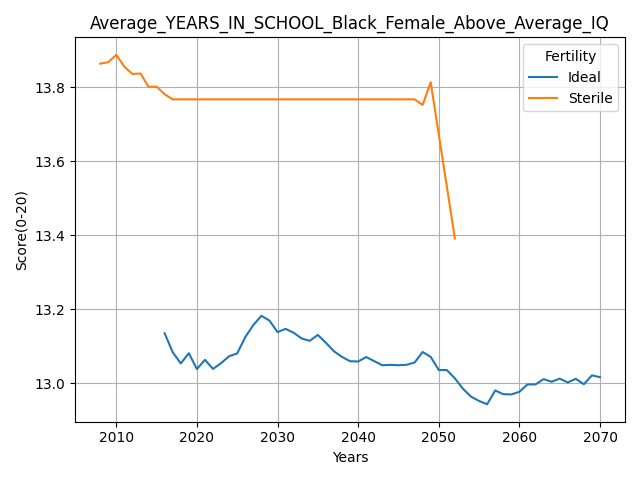 Average_YEARS_IN_SCHOOL_Black_Female_Above_Average_IQ
Fertility
Ideal
Sterile
Score(0-20)
13.8
13.6
13.4
13.2
13.0
2010 2020 2030 2040 2050 2060 2070
Years